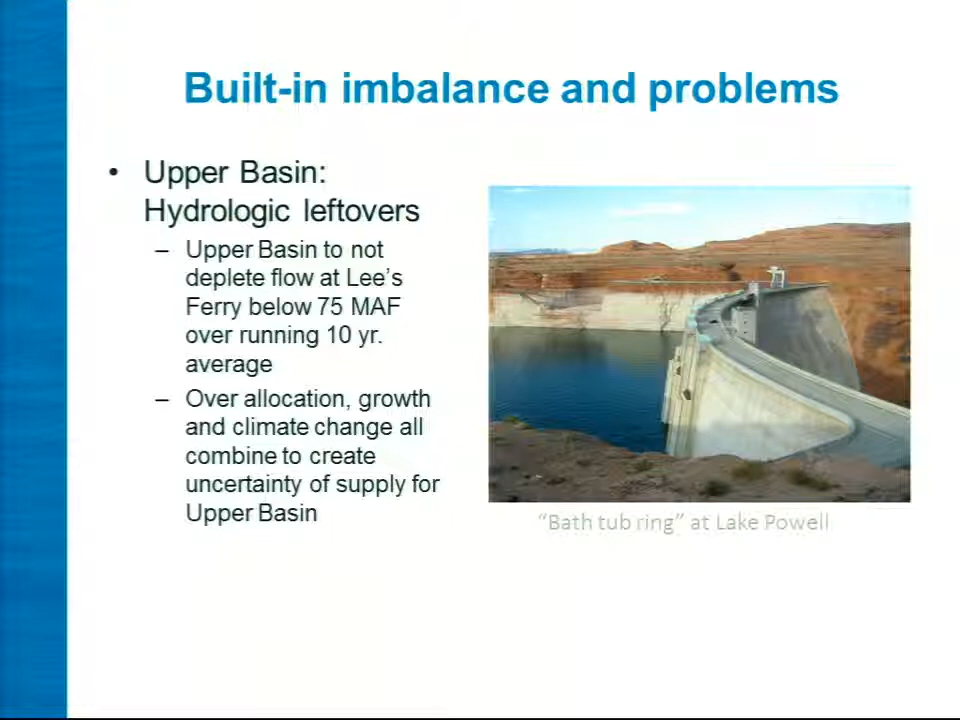 Built-in imbalance and problems
• Upper Basin:
Hydrologic leftovers
– Upper Basin to not
deplete flow at Lee’s
Ferry below 75 MAF
over running 10 yr.
average
– Over allocation, growth
and climate change all
combine to create
uncertainty of supply for
Upper Basin
“Bath tub ring” at Lake Powell